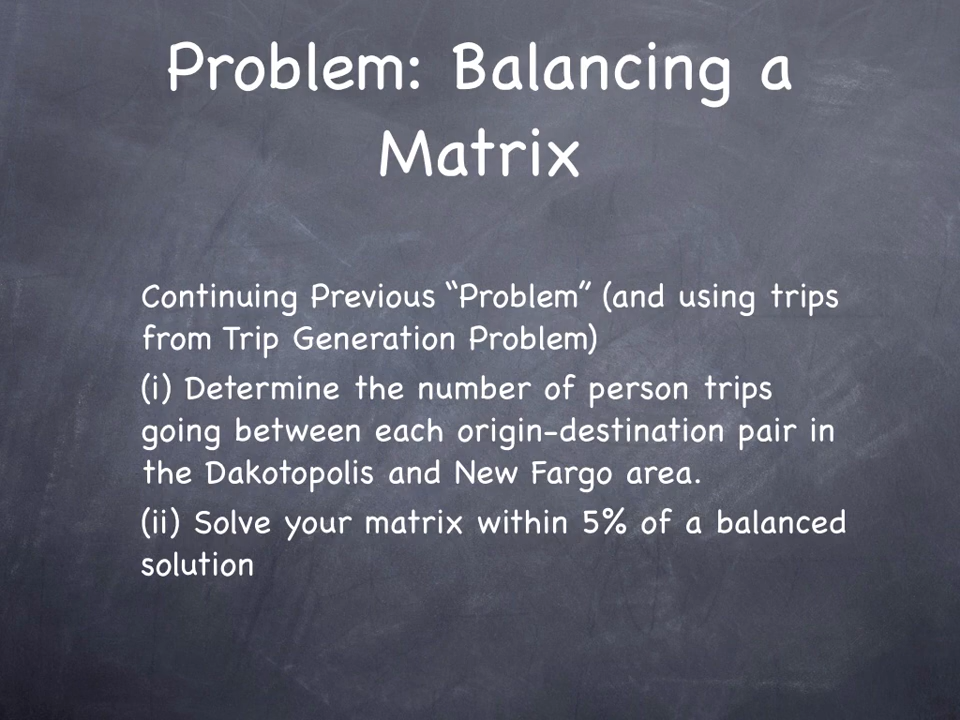 Problem: Balancing a
Matrix
Continuing Previous “Problem” (and using trips
from Trip Generation Problem)
(i) Determine the number of person trips
going between each origin-destination pair in
the Dakotopolis and New Fargo area.
(ii) Solve your matrix within 5% of a balanced
solution